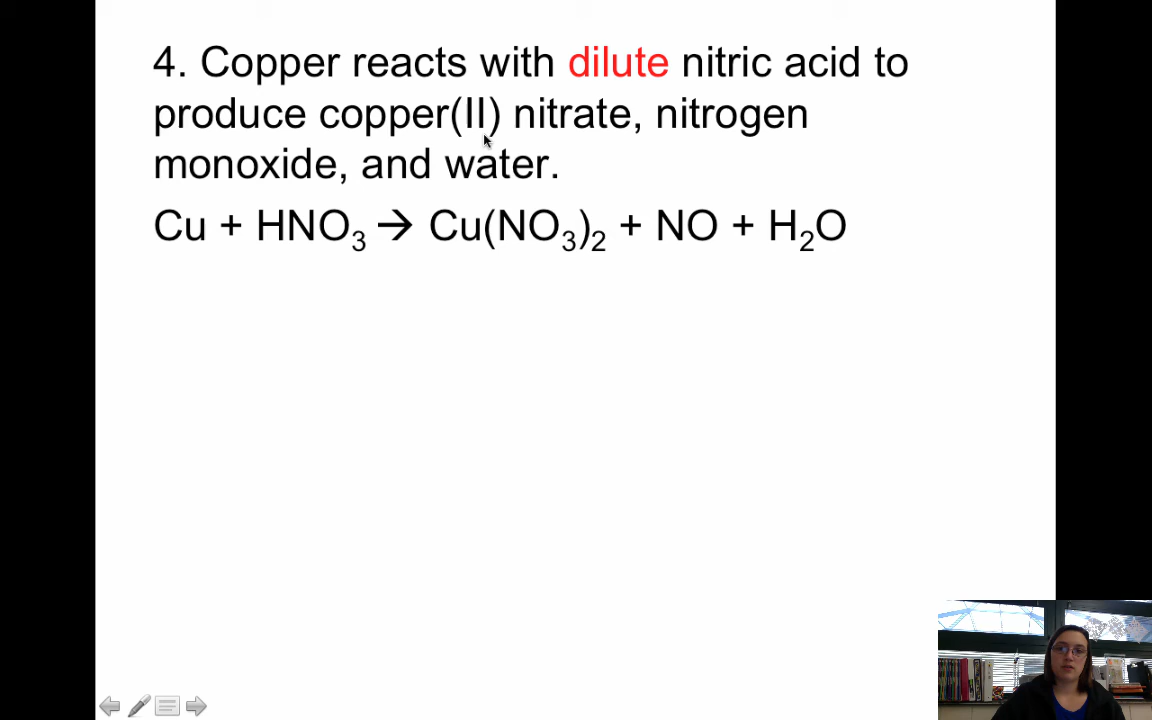 4. Copper reacts with dilute nitric acid to
produce copper(II) nitrate, nitrogen
monoxide, and water.
Cu + HNO₃ → Cu(NO₃)₂ + NO + H₂O